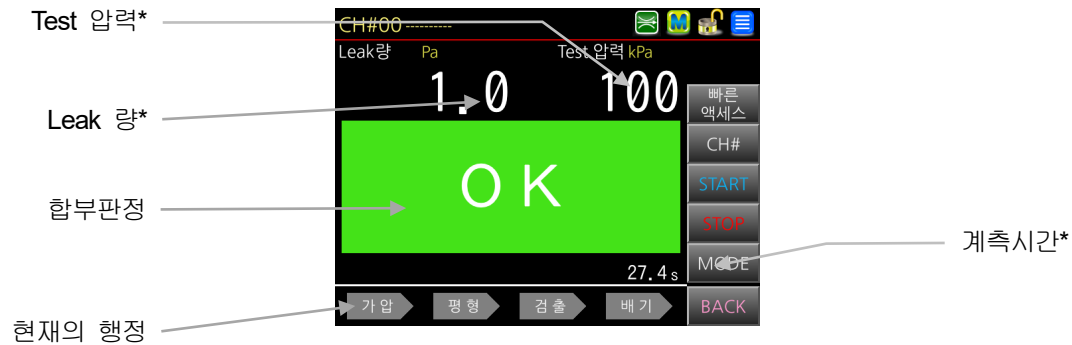 Test 압력*
Leak 량*
합부판정
현재의 행정
CH#00 ----------
M
Leak량 Pa Test 압력 kPa
1.0 100
OK
27.4 s
가압 평형 검출 배기
빠른
액세스
CH#
START
STOP
MODE
BACK
계측시간*